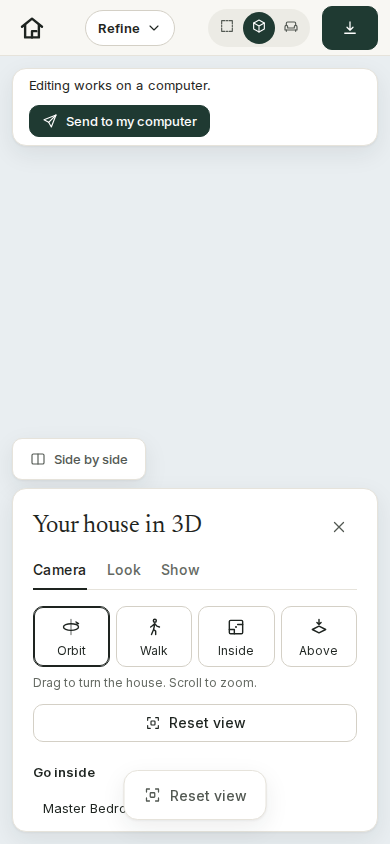 Refine
Editing works on a computer.
Send to my computer
Side by side
Your house in 3D
Camera Look Show
Orbit Walk Inside Above
Drag to turn the house. Scroll to zoom.
Reset view
Go inside
Master
Reset view